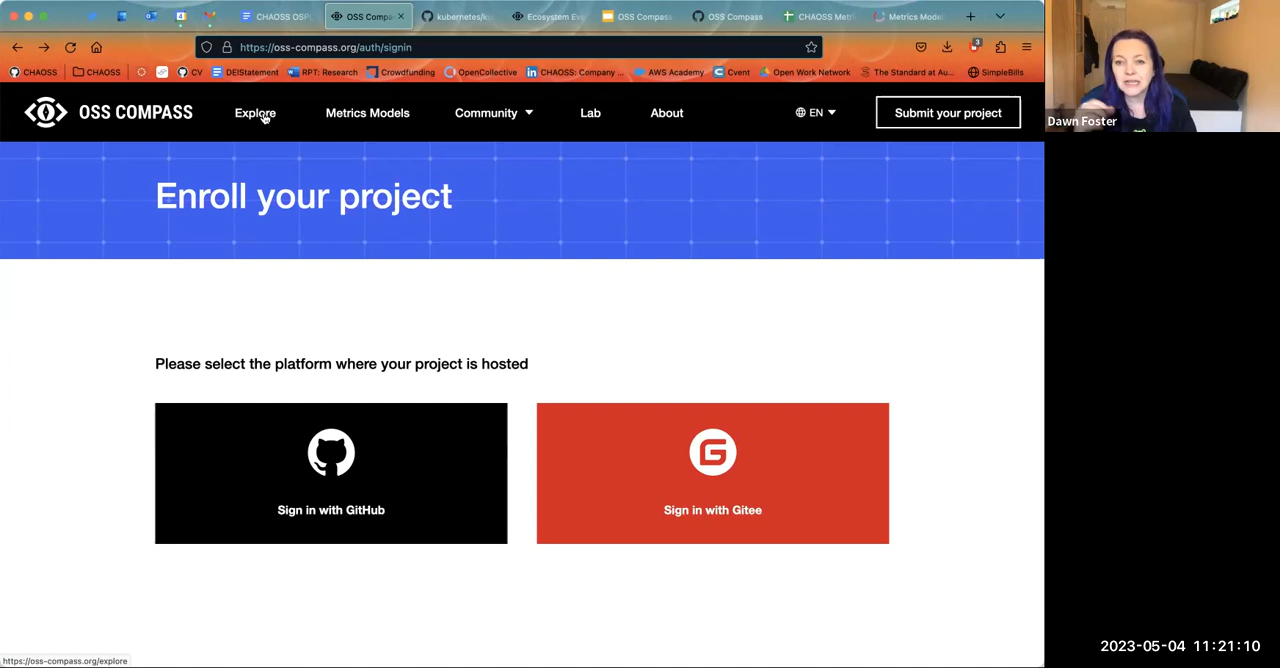 CHAOSS OSPO
OSS Compa
kubernetes/k
Ecosystem Ev
OSS Compass
OSS Compass
CHAOSS Metri
Metrics Model
https://oss-compass.org/auth/signin
3
CHAOSS
CHAOSS
CV
DEIStatement
RPT: Research
Crowdfunding
OpenCollective
CHAOSS: Company ...
AWS Academy
Cvent
Open Work Network
The Standard at Au...
SimpleBills
OSS COMPASS
Explore
Metrics Models
Community
Lab
About
EN
Submit your project
Dawn Foster
Enroll your project
Please select the platform where your project is hosted
Sign in with GitHub
Sign in with Gitee
https://oss-compass.org/explore
2023-05-04 11:21:10